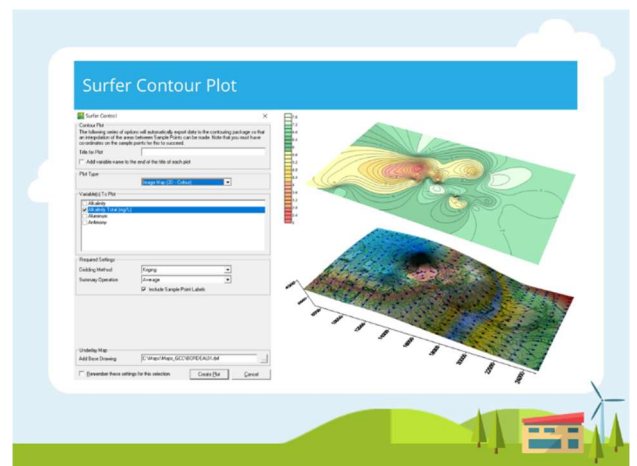 Surfer Contour Plot
Surfer Control
Contour Plot
The following series of options will automatically export data to the contouring package so that
an interpolation of the areas between Sample Points can be made. Note that you must have
co-ordinates on the sample points for this to succeed.
Title for Plot
Add variable name to the end of the title of each plot
Plot Type
Image Map (2D - Colour)
Variable(s) To Plot
Alkalinity
Alkalinity Total (mg/L)
Aluminium
Antimony
Required Settings
Gridding Method
Kriging
Summary Operation
Average
Include Sample Point Labels
Underlay Map
Add Base Drawing
Remember these settings for this selection
Create Plot
Cancel